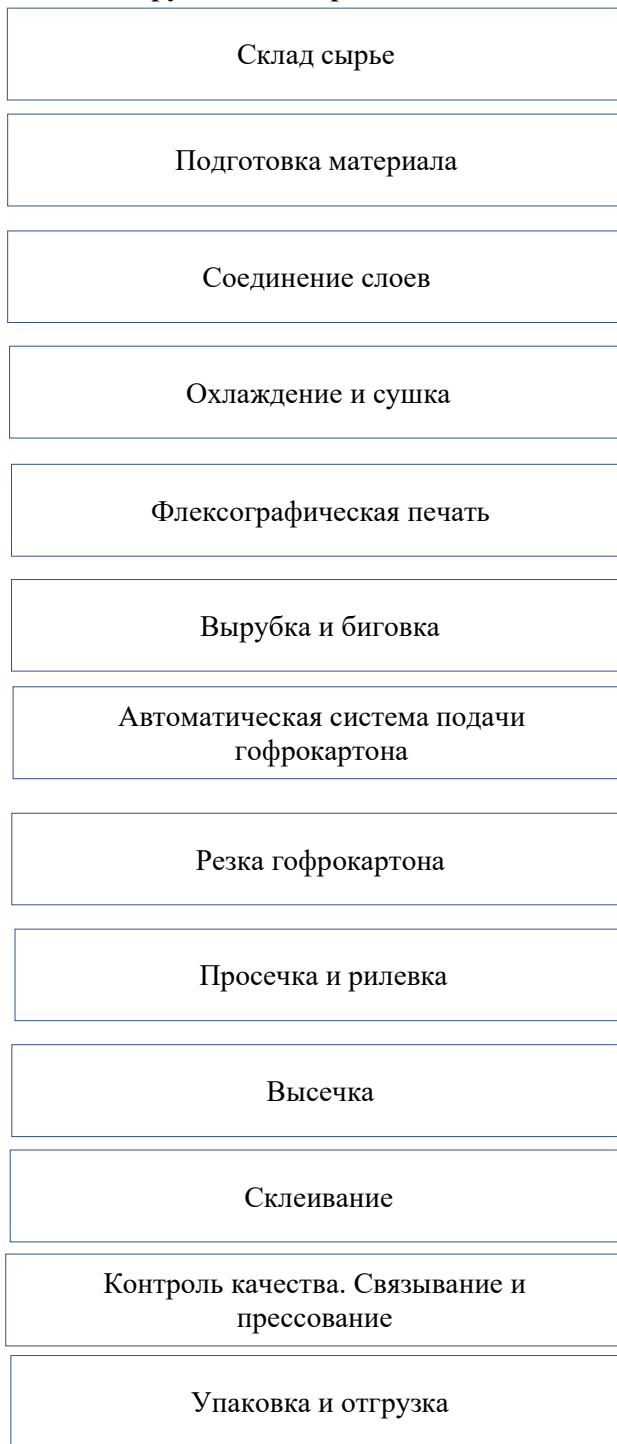 Склад сырье
Подготовка материала
Соединение слоев
Охлаждение и сушка
Флексографическая печать
Вырубка и биговка
Автоматическая система подачи
гофрокартона
Резка гофрокартона
Просечка и рилевка
Высечка
Склеивание
Контроль качества. Связывание и
прессование
Упаковка и отгрузка